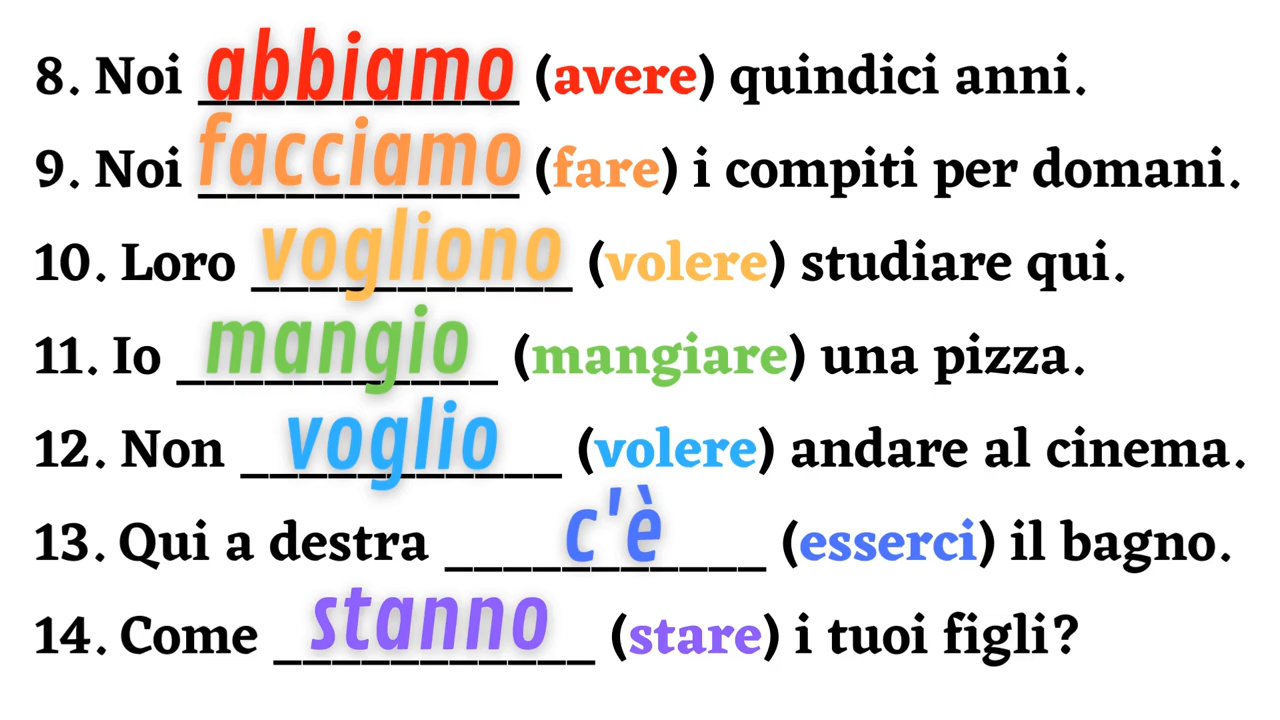 8. Noi abbiamo (avere) quindici anni.
9. Noi facciamo (fare) i compiti per domani.
10. Loro vogliono (volere) studiare qui.
11. Io mangio (mangiare) una pizza.
12. Non voglio (volere) andare al cinema.
13. Qui a destra c'è (esserci) il bagno.
14. Come stanno (stare) i tuoi figli?